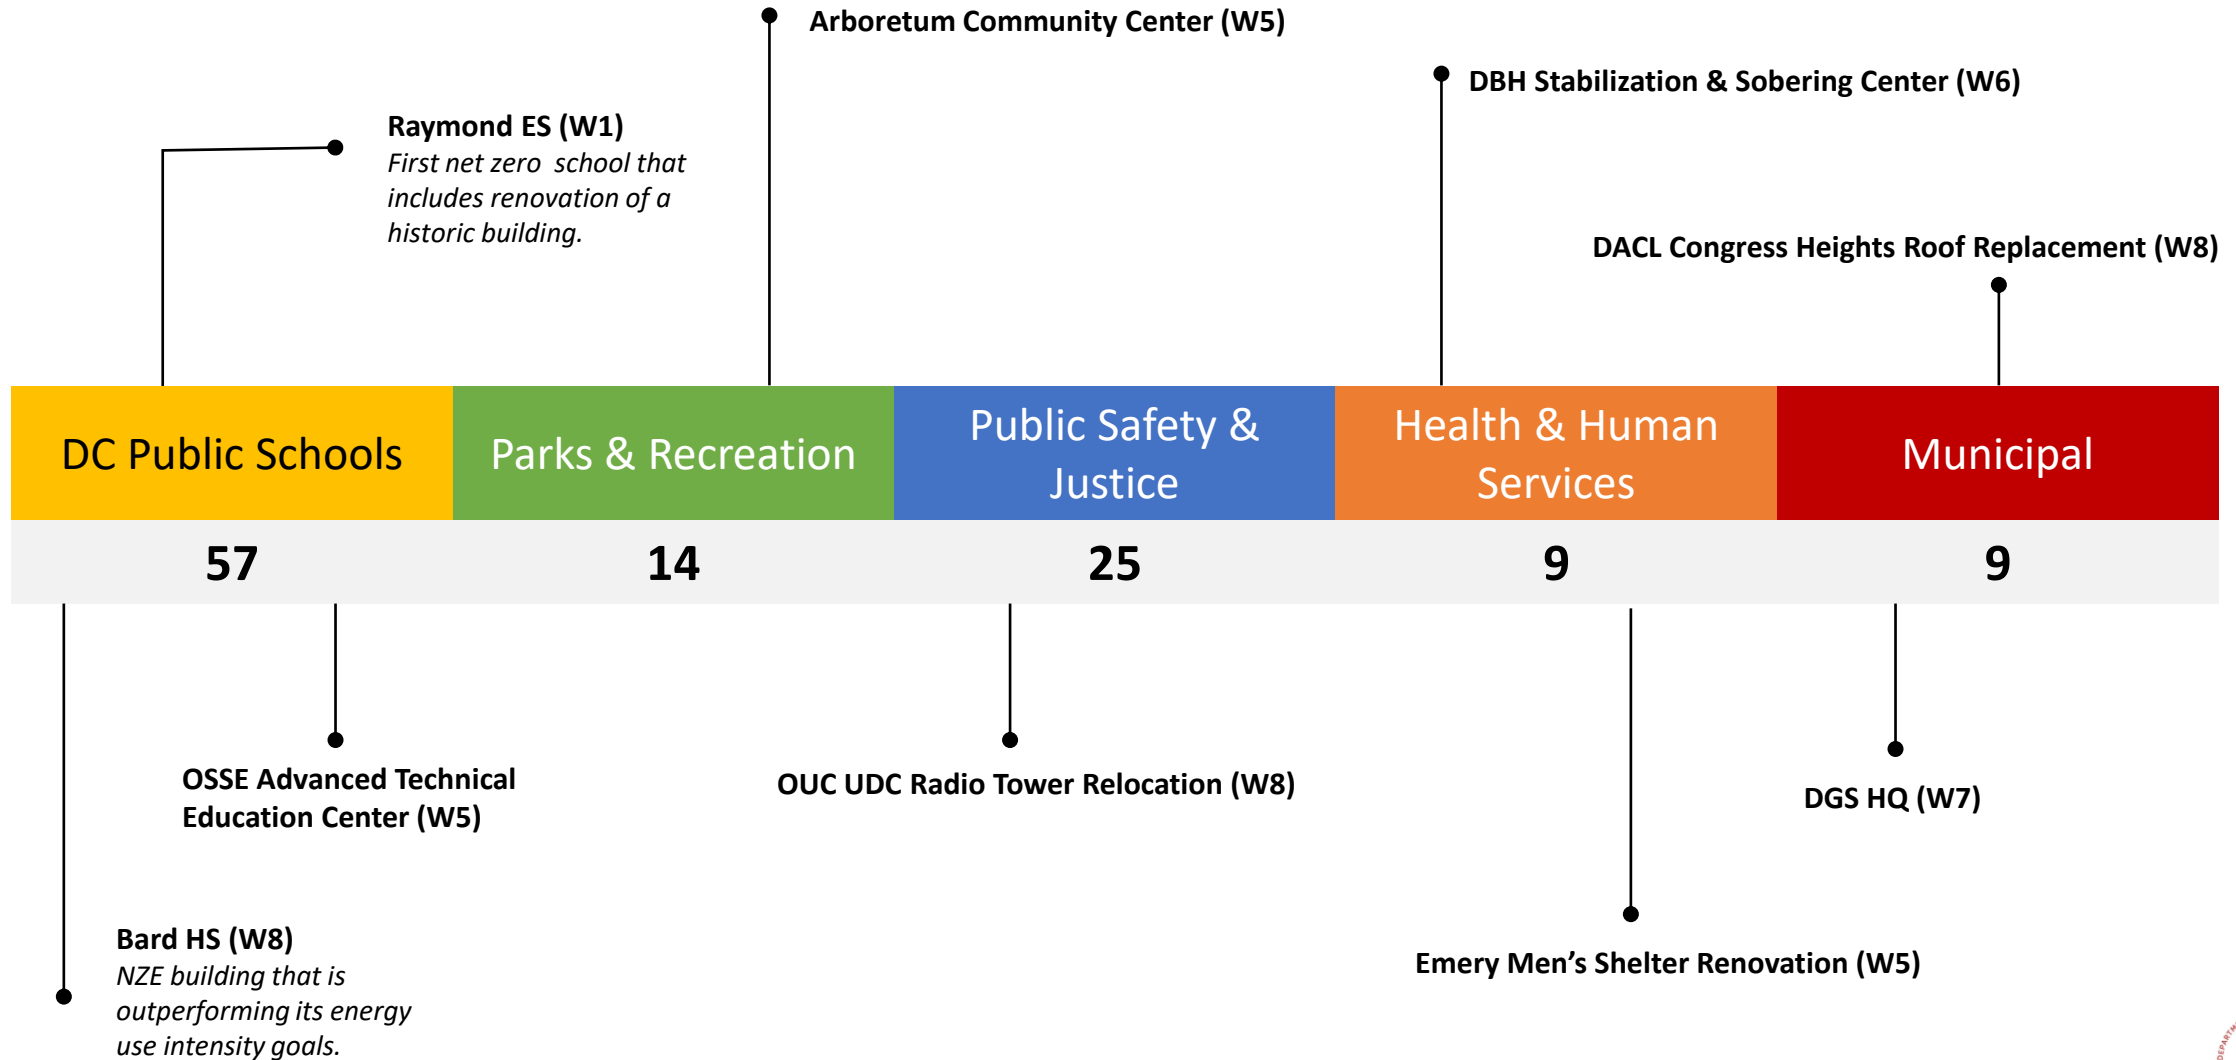 Arboretum Community Center (W5)
DBH Stabilization & Sobering Center (W6)
Raymond ES (W1)
First net zero school that
includes renovation of a
historic building.
DACL Congress Heights Roof Replacement (W8)
DC Public Schools
Parks & Recreation
Public Safety &
Justice
Health & Human
Services
Municipal
57
14
25
9
9
OSSE Advanced Technical
Education Center (W5)
OUC UDC Radio Tower Relocation (W8)
DGS HQ (W7)
Bard HS (W8)
NZE building that is
outperforming its energy
use intensity goals.
Emery Men’s Shelter Renovation (W5)